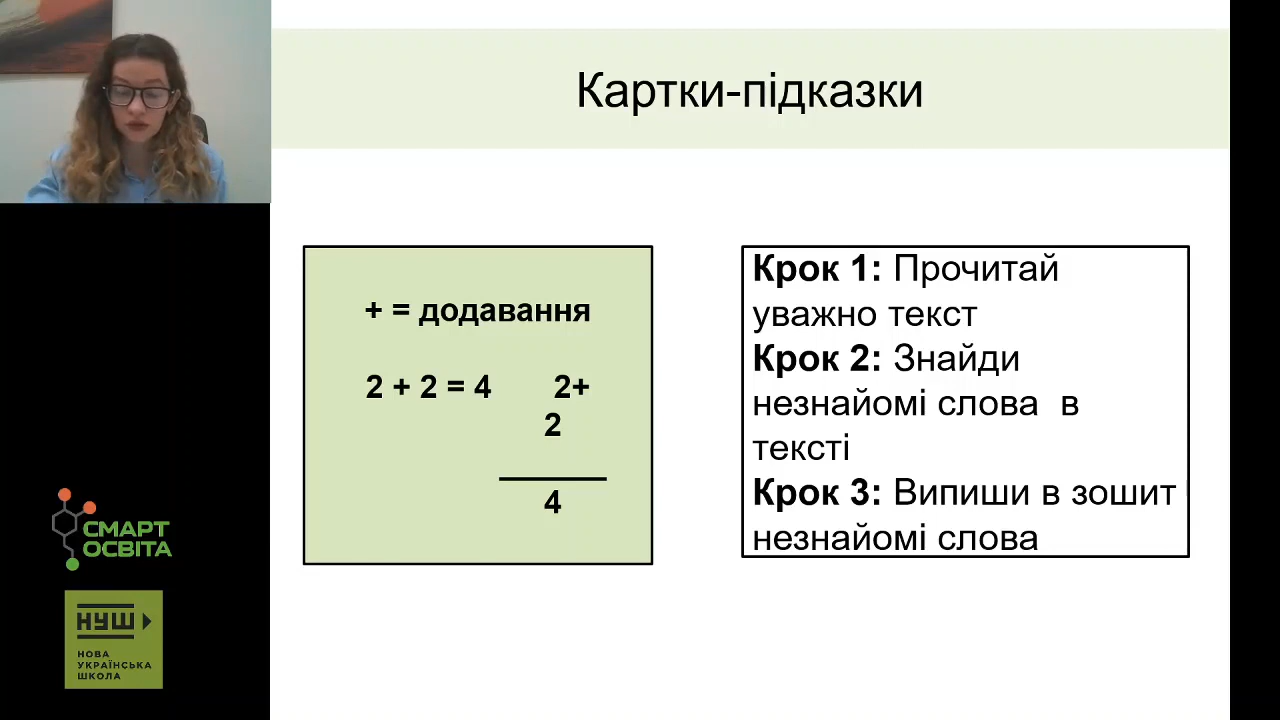 Картки-підказки
+ = додавання
2 + 2 = 4 2+
2
4
Крок 1: Прочитай
уважно текст
Крок 2: Знайди
незнайомі слова в
тексті
Крок 3: Випиши в зошит
незнайомі слова
СМАРТ
ОСВІТА
НУШ
НОВА
УКРАЇНСЬКА
ШКОЛА